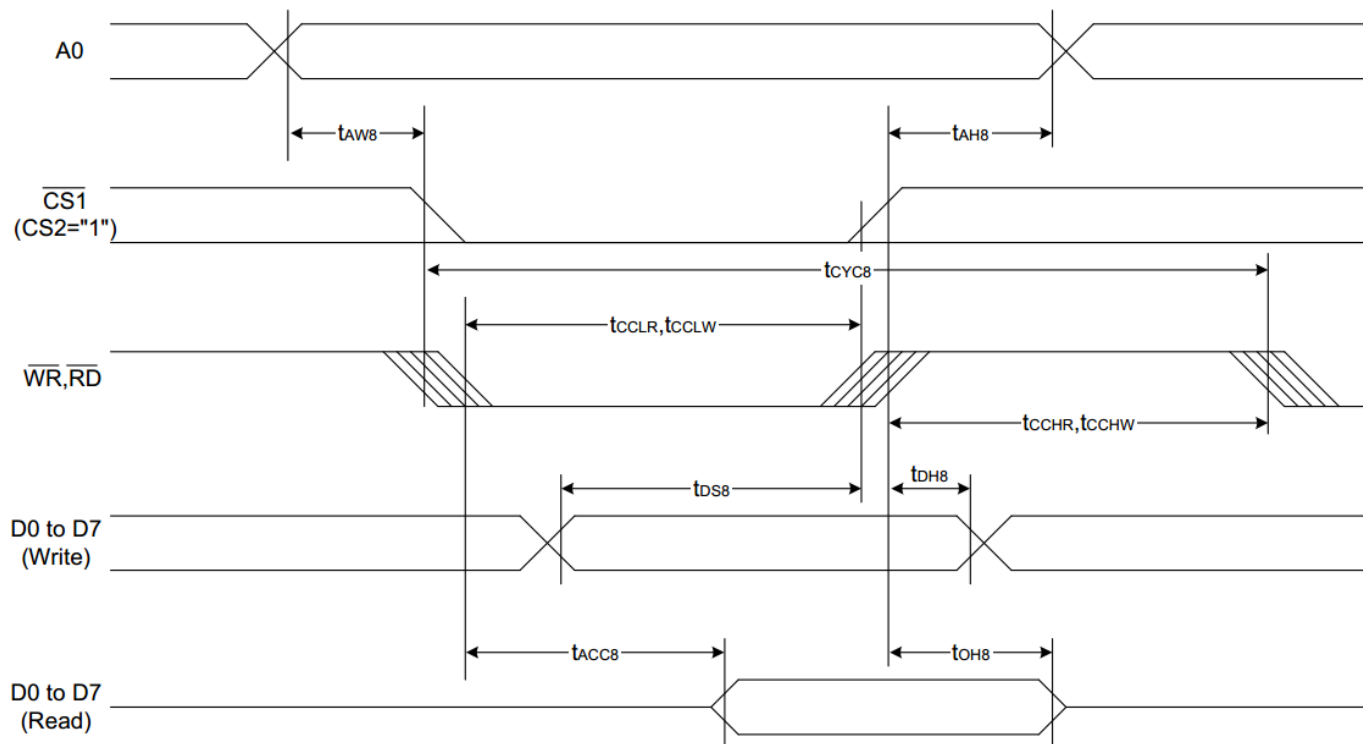 A0
tAW8
tAH8
CS1
(CS2="1")
tCYC8
tCCLR,tCCLW
WR,RD
tCCHR,tCCHW
tDS8
tDH8
D0 to D7
(Write)
tACC8
tOH8
D0 to D7
(Read)